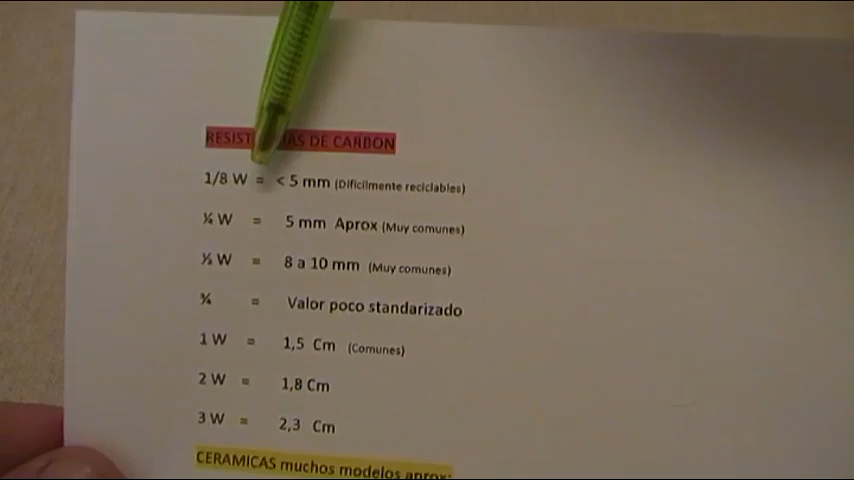 RESIST AS DE CARBON
1/8 W = < 5 mm (Dificilmente reciclables)
¼ W = 5 mm Aprox (Muy comunes)
½ W = 8 a 10 mm (Muy comunes)
¾ = Valor poco standarizado
1 W = 1,5 Cm (Comunes)
2 W = 1,8 Cm
3 W = 2,3 Cm
CERAMICAS muchos modelos aprox: